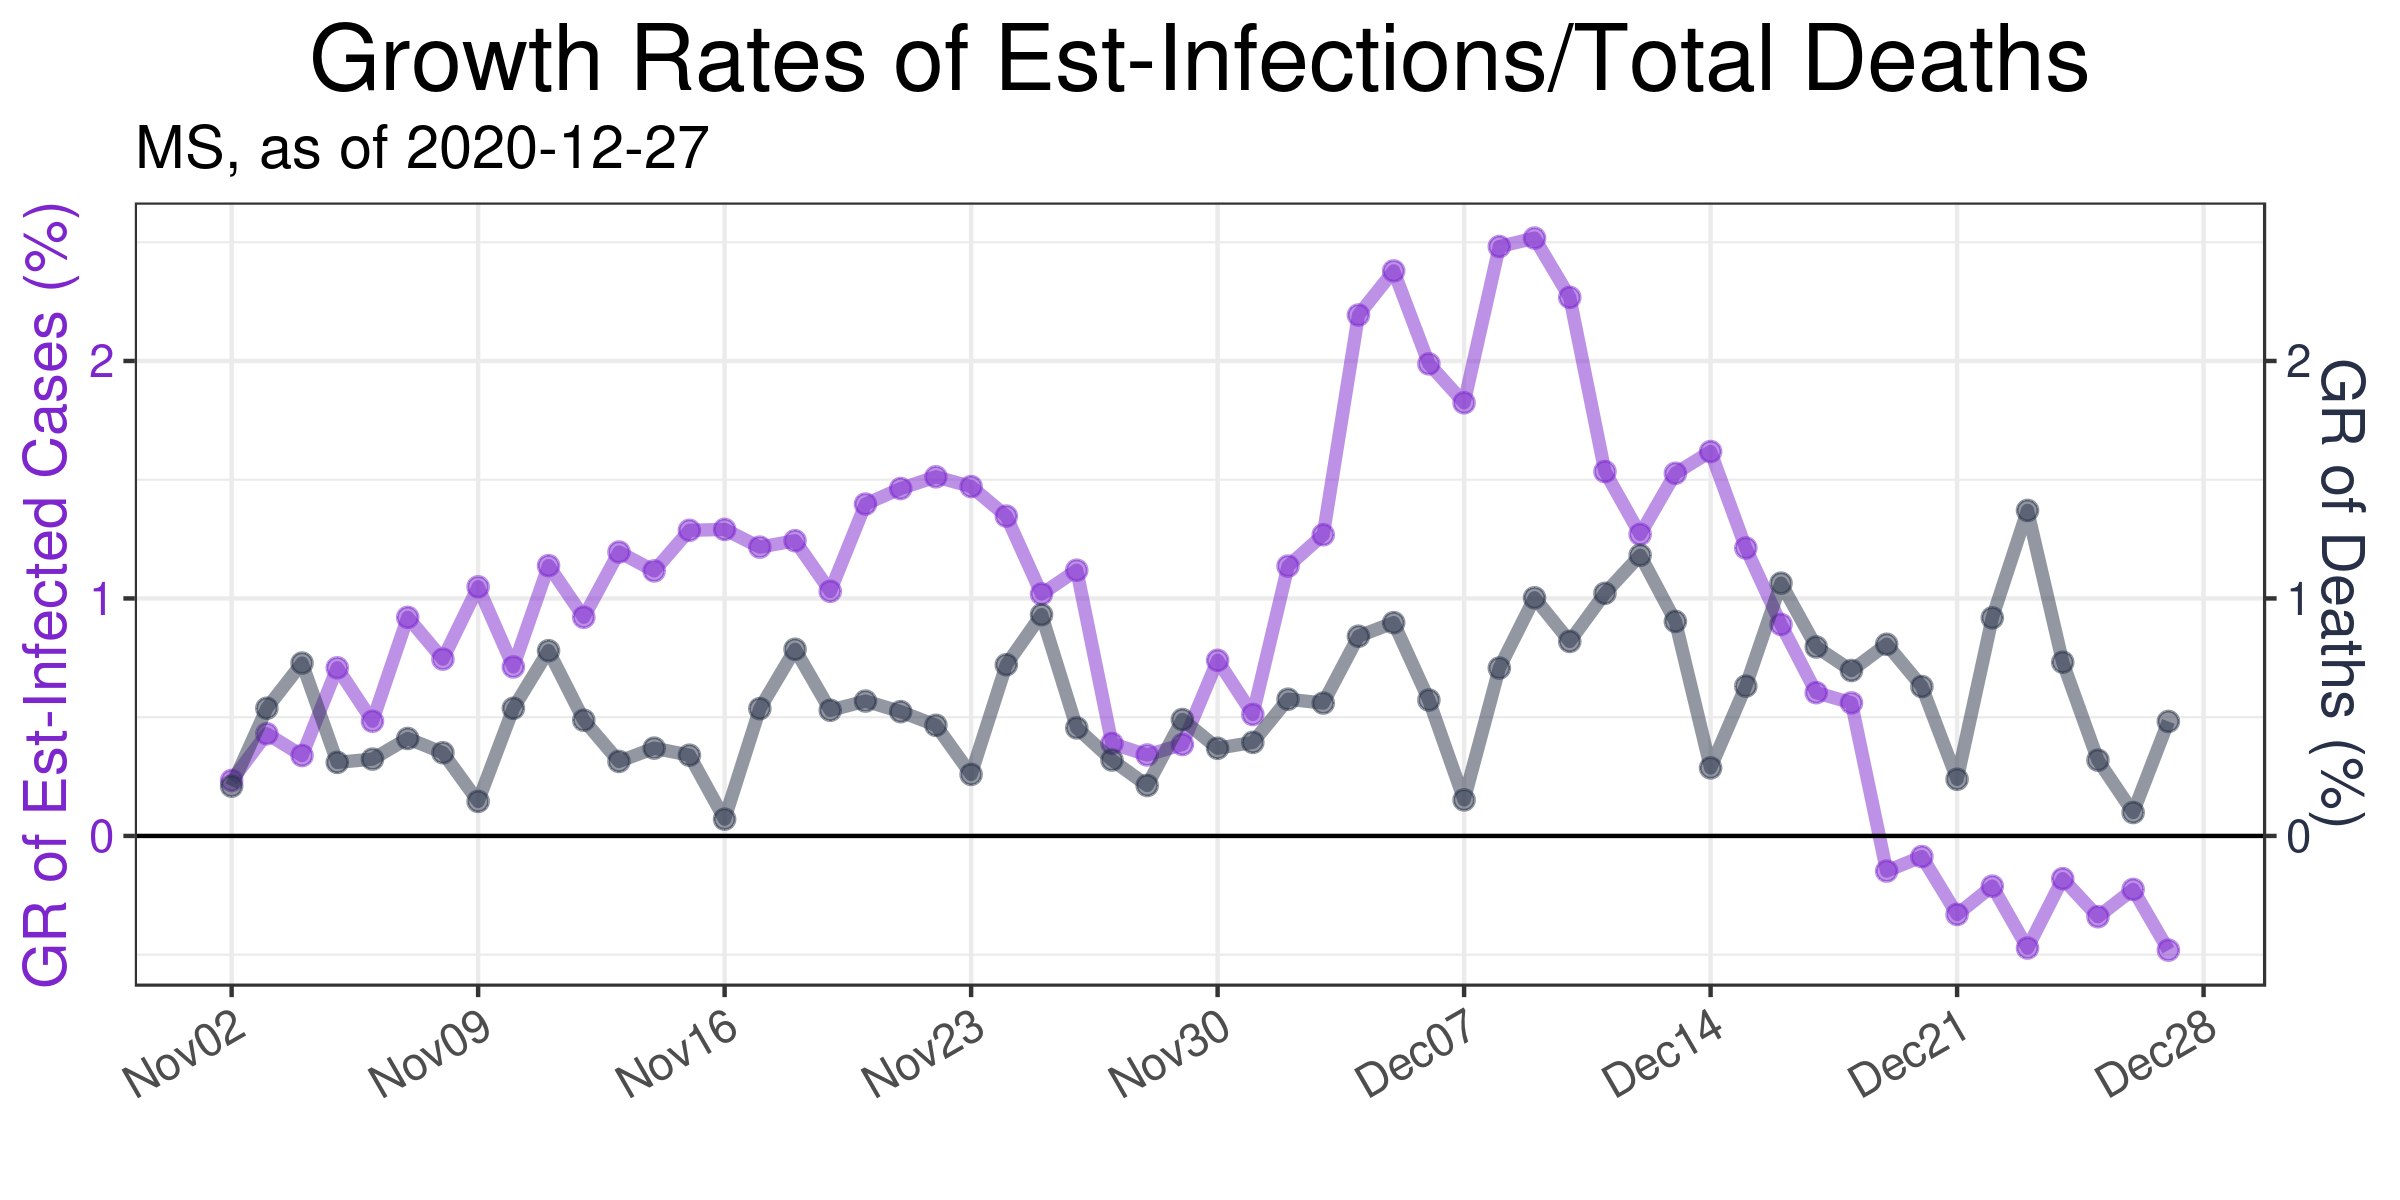 Growth Rates of Est-Infections/Total Deaths
MS, as of 2020-12-27
GR of Est-Infected Cases (%)
2
1
0
2
1
0
GR of Deaths (%)
Nov02
Nov09
Nov16
Nov23
Nov30
Dec07
Dec14
Dec21
Dec28